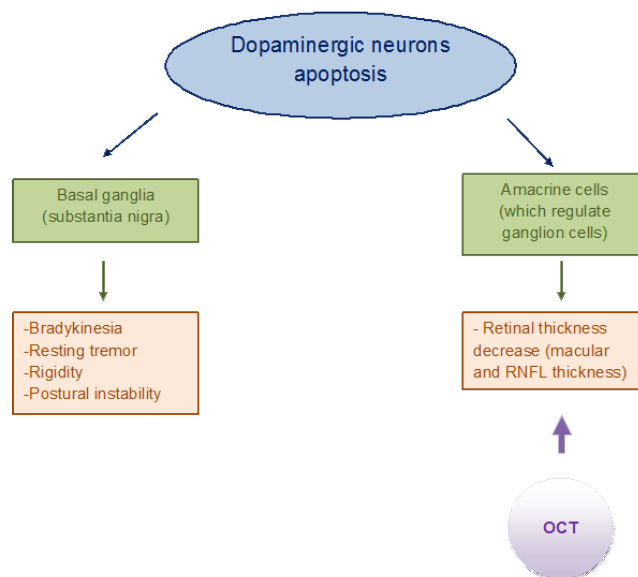 Dopaminergic neurons
apoptosis
Basal ganglia
(substantia nigra)
Amacrine cells
(which regulate
ganglion cells)
-Bradykinesia
-Resting tremor
-Rigidity
-Postural instability
- Retinal thickness
decrease (macular
and RNFL thickness)
OCT